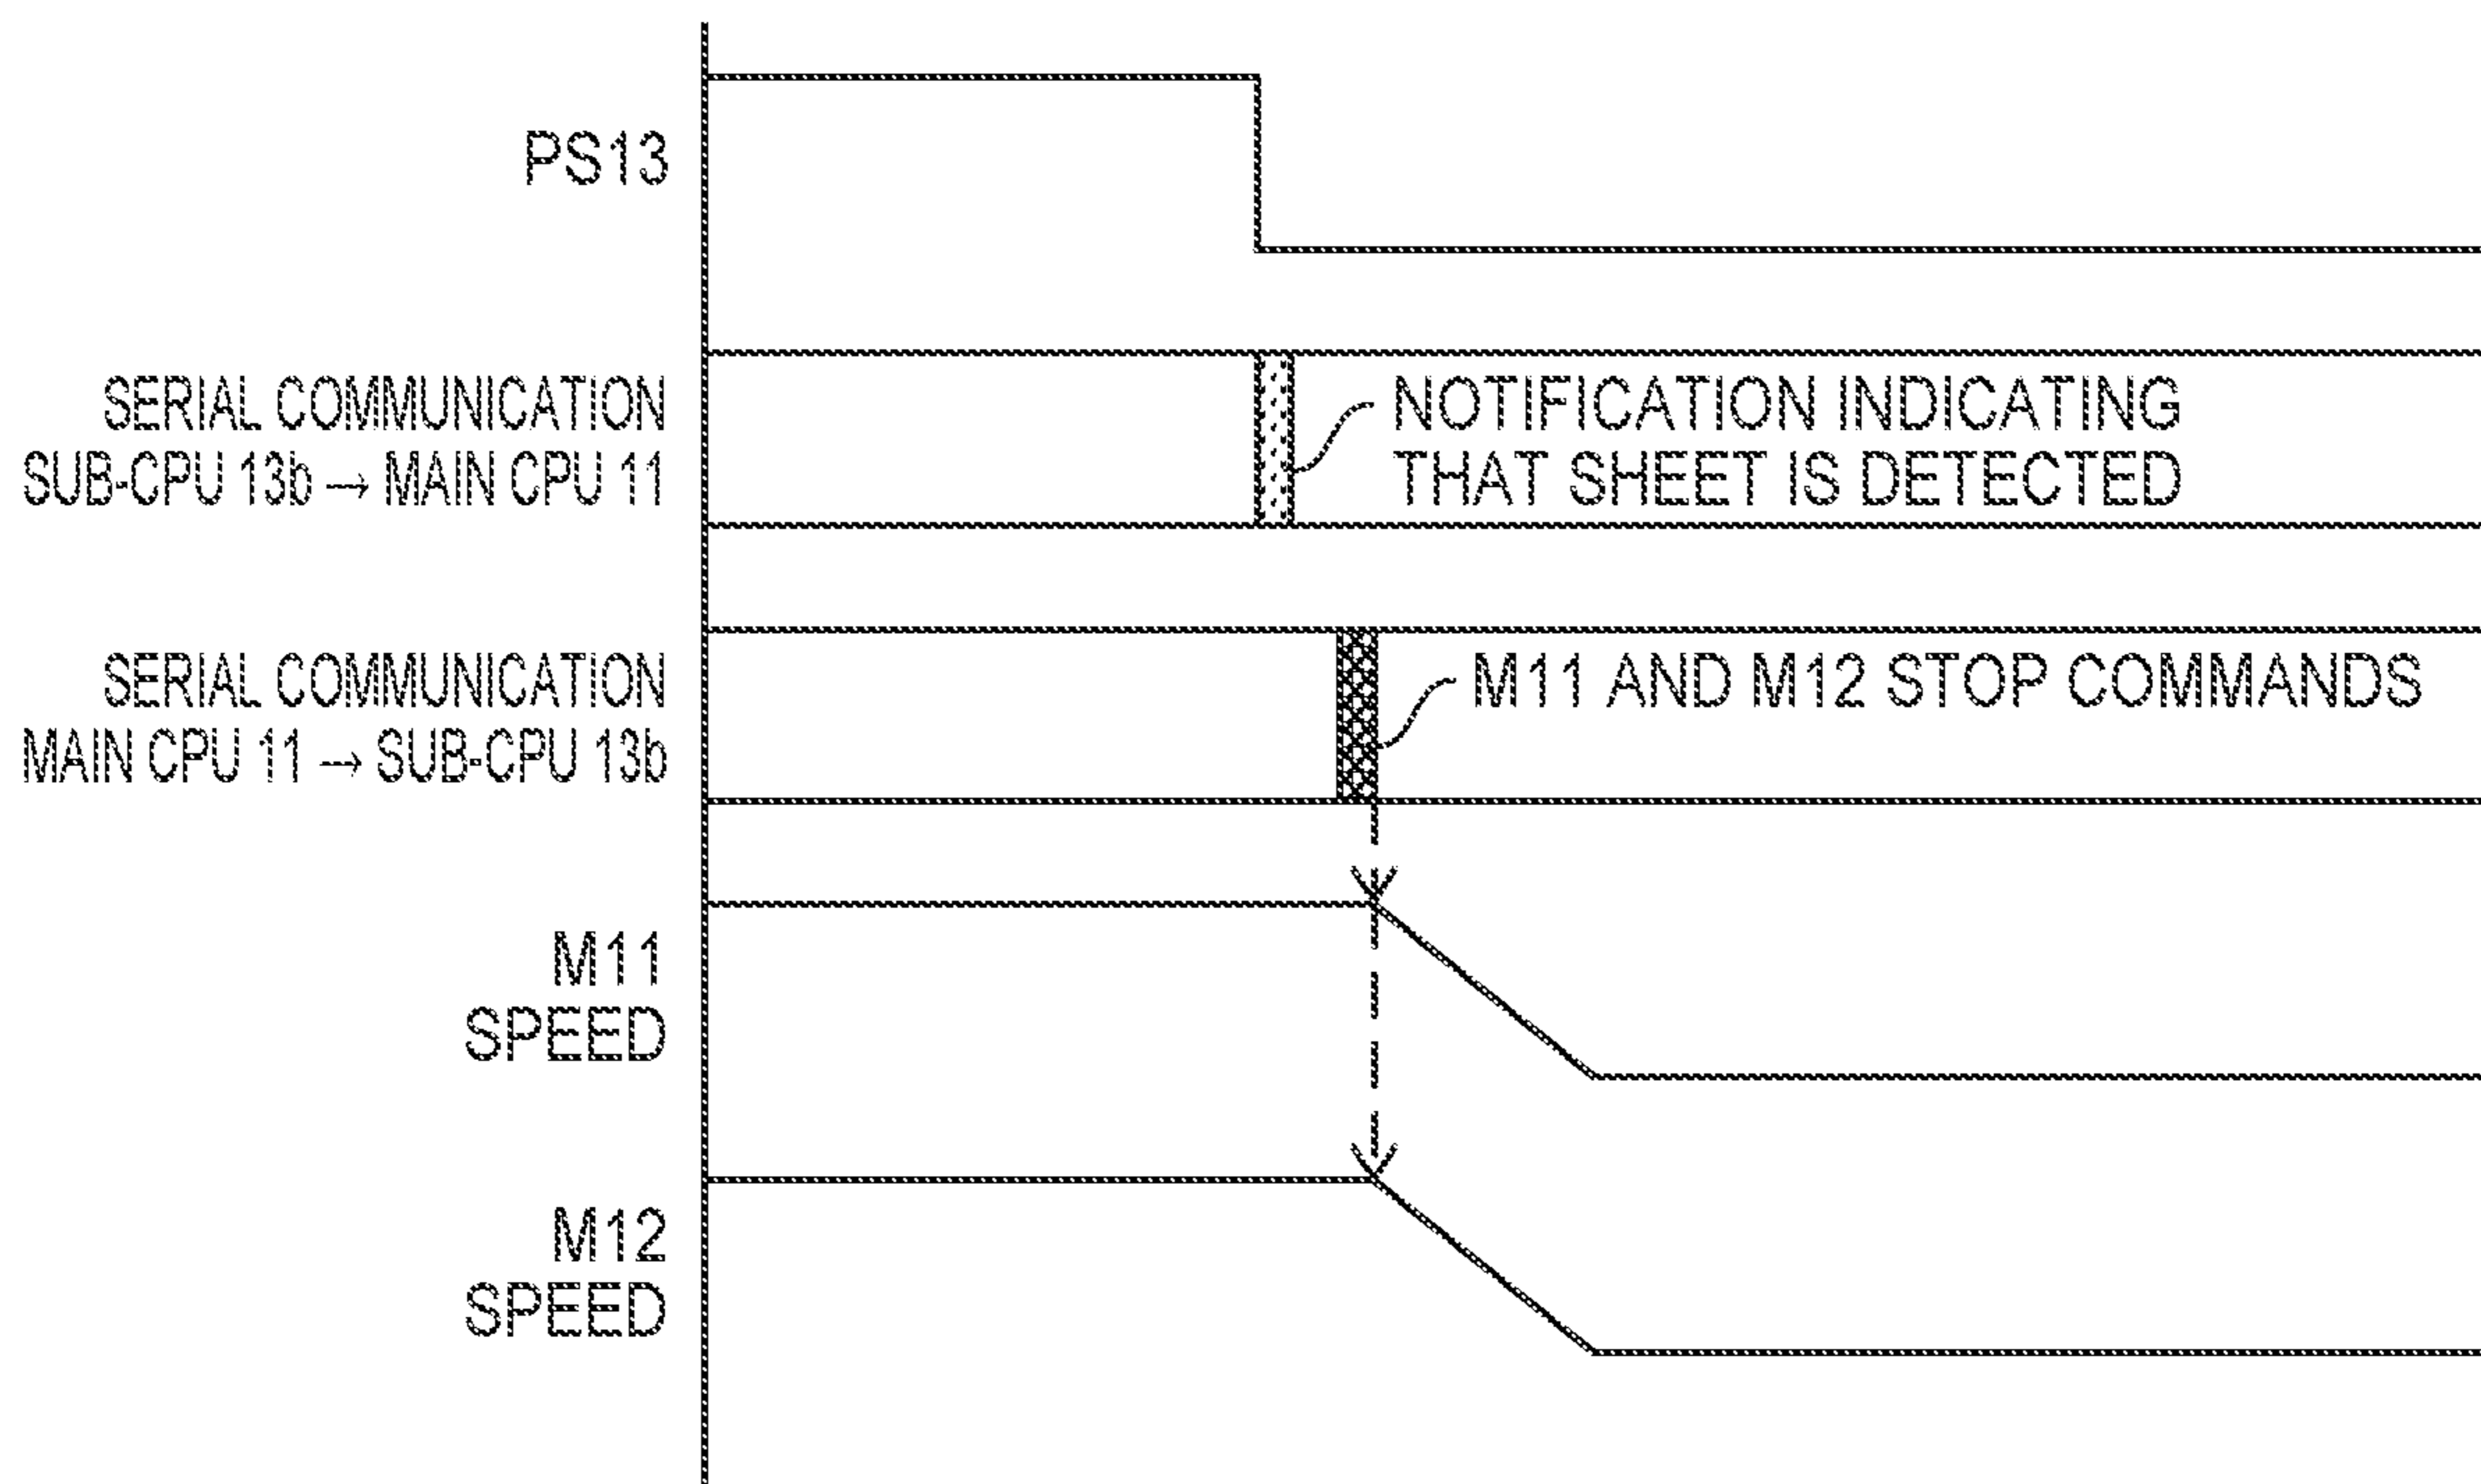 PS13
SERIAL COMMUNICATION
SUB-CPU 13b → MAIN CPU 11
NOTIFICATION INDICATING
THAT SHEET IS DETECTED
SERIAL COMMUNICATION
MAIN CPU 11 → SUB-CPU 13b
M11 AND M12 STOP COMMANDS
M11
SPEED
M12
SPEED